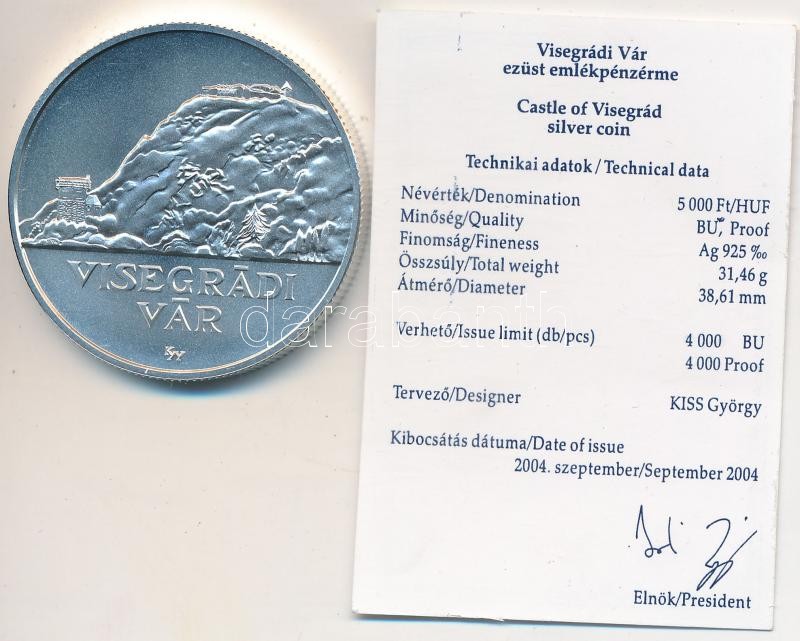 VISEGRÁDI
VÁR
Visegrádi Vár
ezüst emlékpénzérme
Castle of Visegrád
silver coin
Technikai adatok / Technical data
Névérték/Denomination 5 000 Ft/HUF
Minőség/Quality BU, Proof
Finomság/Fineness Ag 925 ‰
Összsúly/Total weight 31,46 g
Átmérő/Diameter 38,61 mm
Verhető/Issue limit (db/pcs) 4 000 BU
4 000 Proof
Tervező/Designer KISS György
Kibocsátás dátuma/Date of issue
2004. szeptember/September 2004
Elnök/President
darabanth